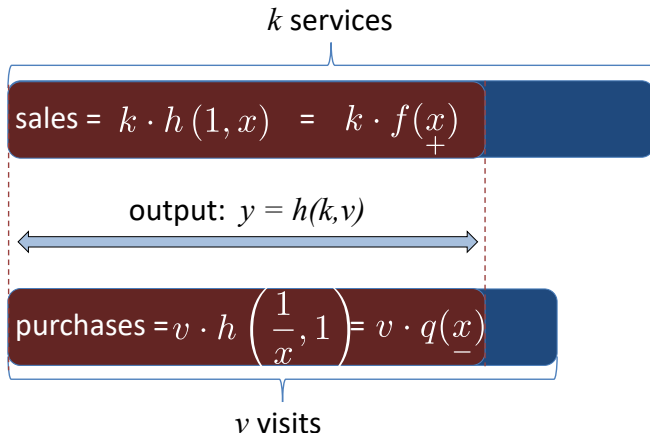 k services
sales = k · h (1, x) = k · f(x)
+
output: y = h(k,v)
purchases = v · h (1/x, 1) = v · q(x)
−
v visits